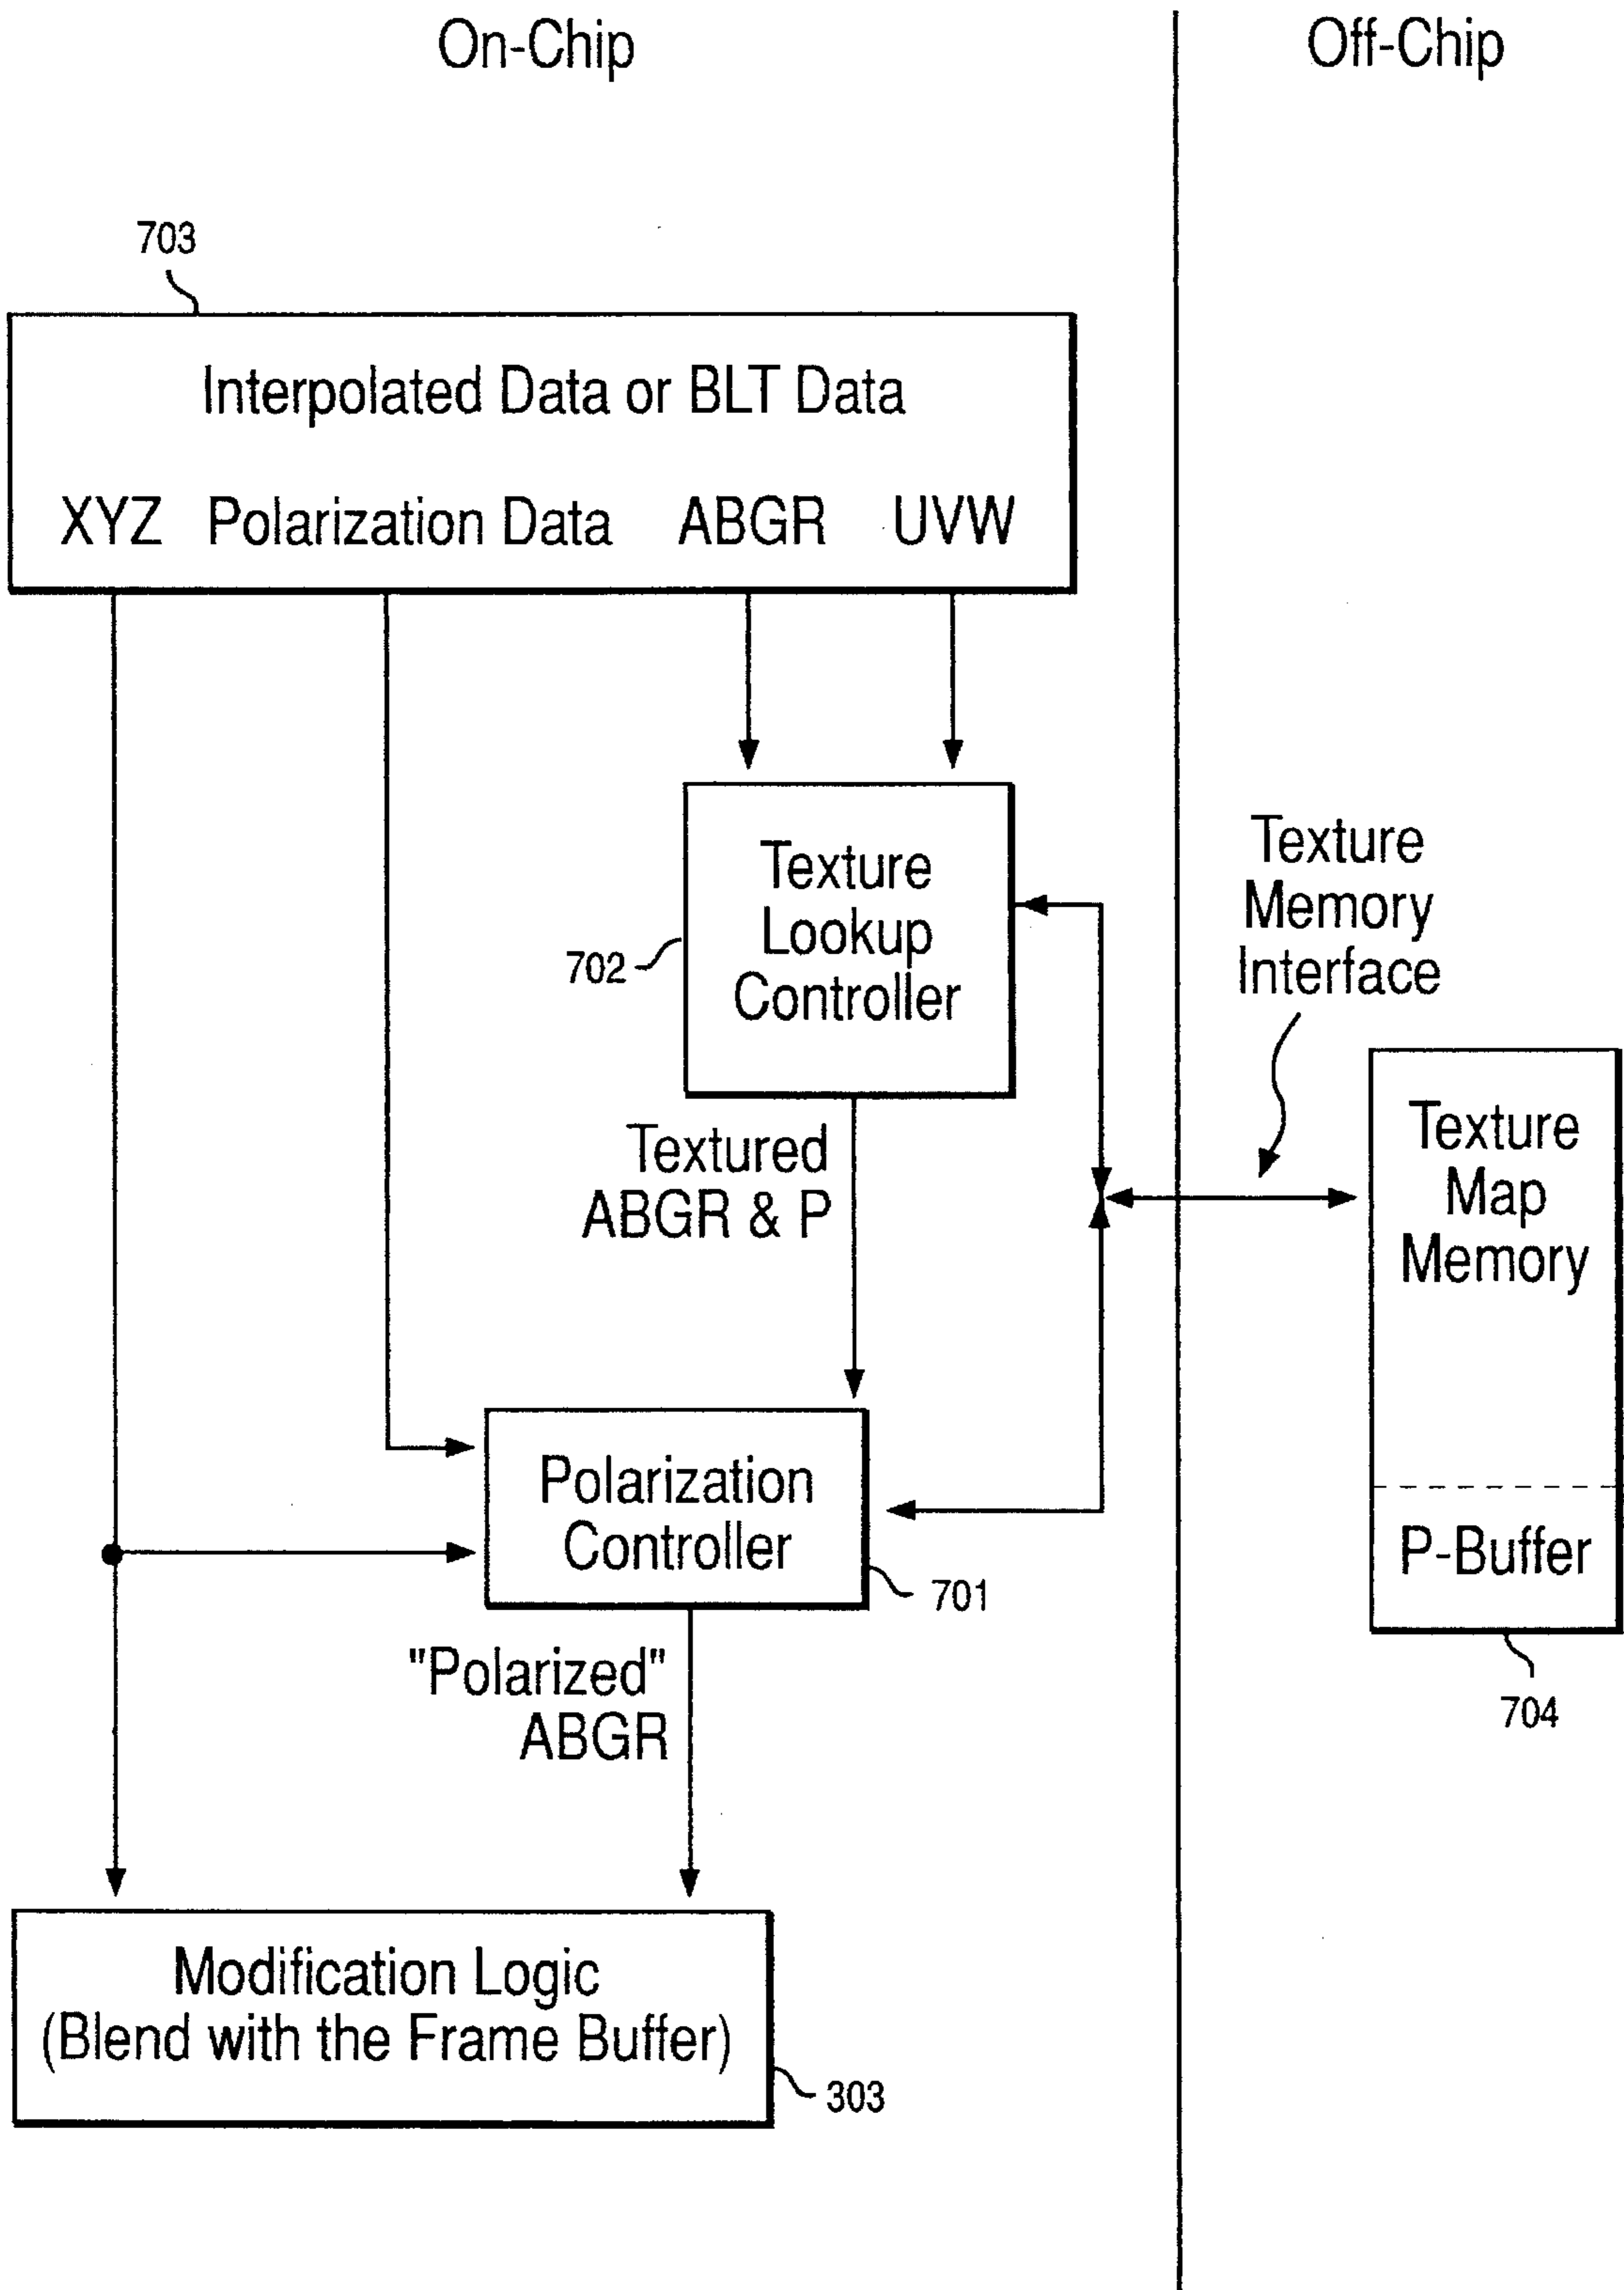 On-Chip
Off-Chip
703
Interpolated Data or BLT Data
XYZ Polarization Data ABGR UVW
Texture
Lookup
Controller
702
Texture
Memory
Interface
Textured
ABGR & P
Texture
Map
Memory
P-Buffer
704
Polarization
Controller
701
"Polarized"
ABGR
Modification Logic
(Blend with the Frame Buffer)
303